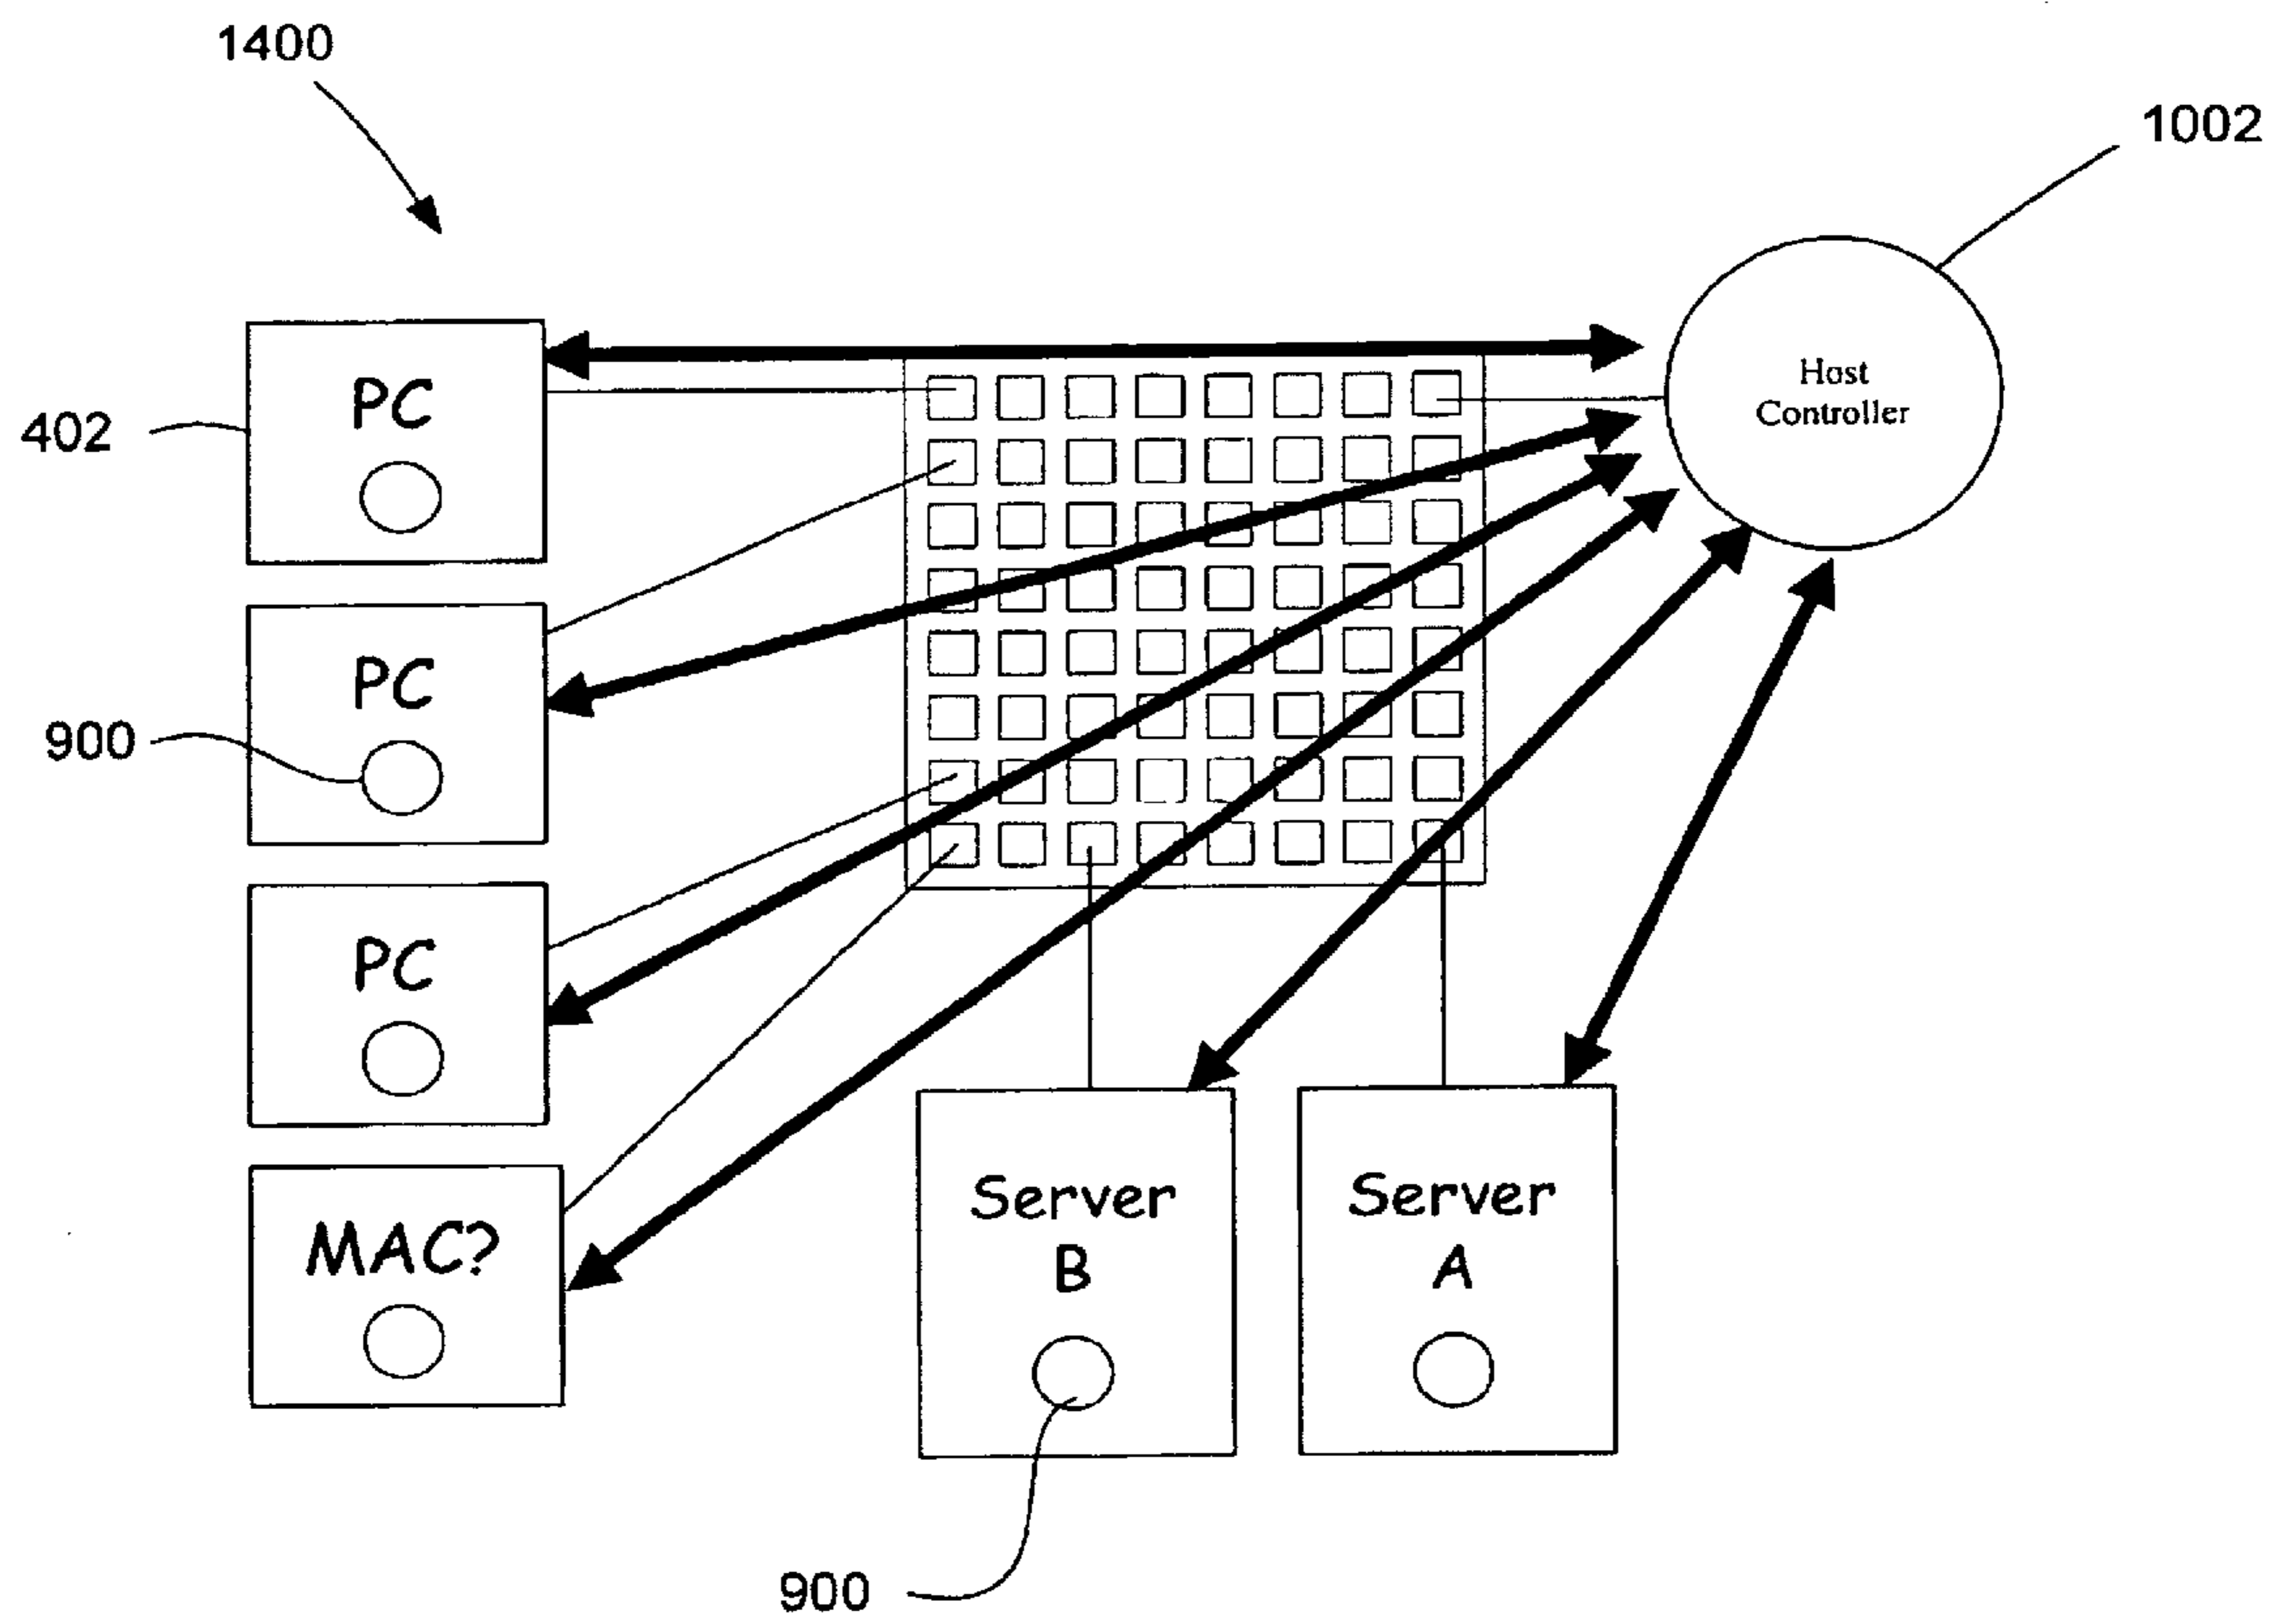 1400
1002
PC
Host
Controller
402
PC
900
PC
MAC?
Server
B
Server
A
900